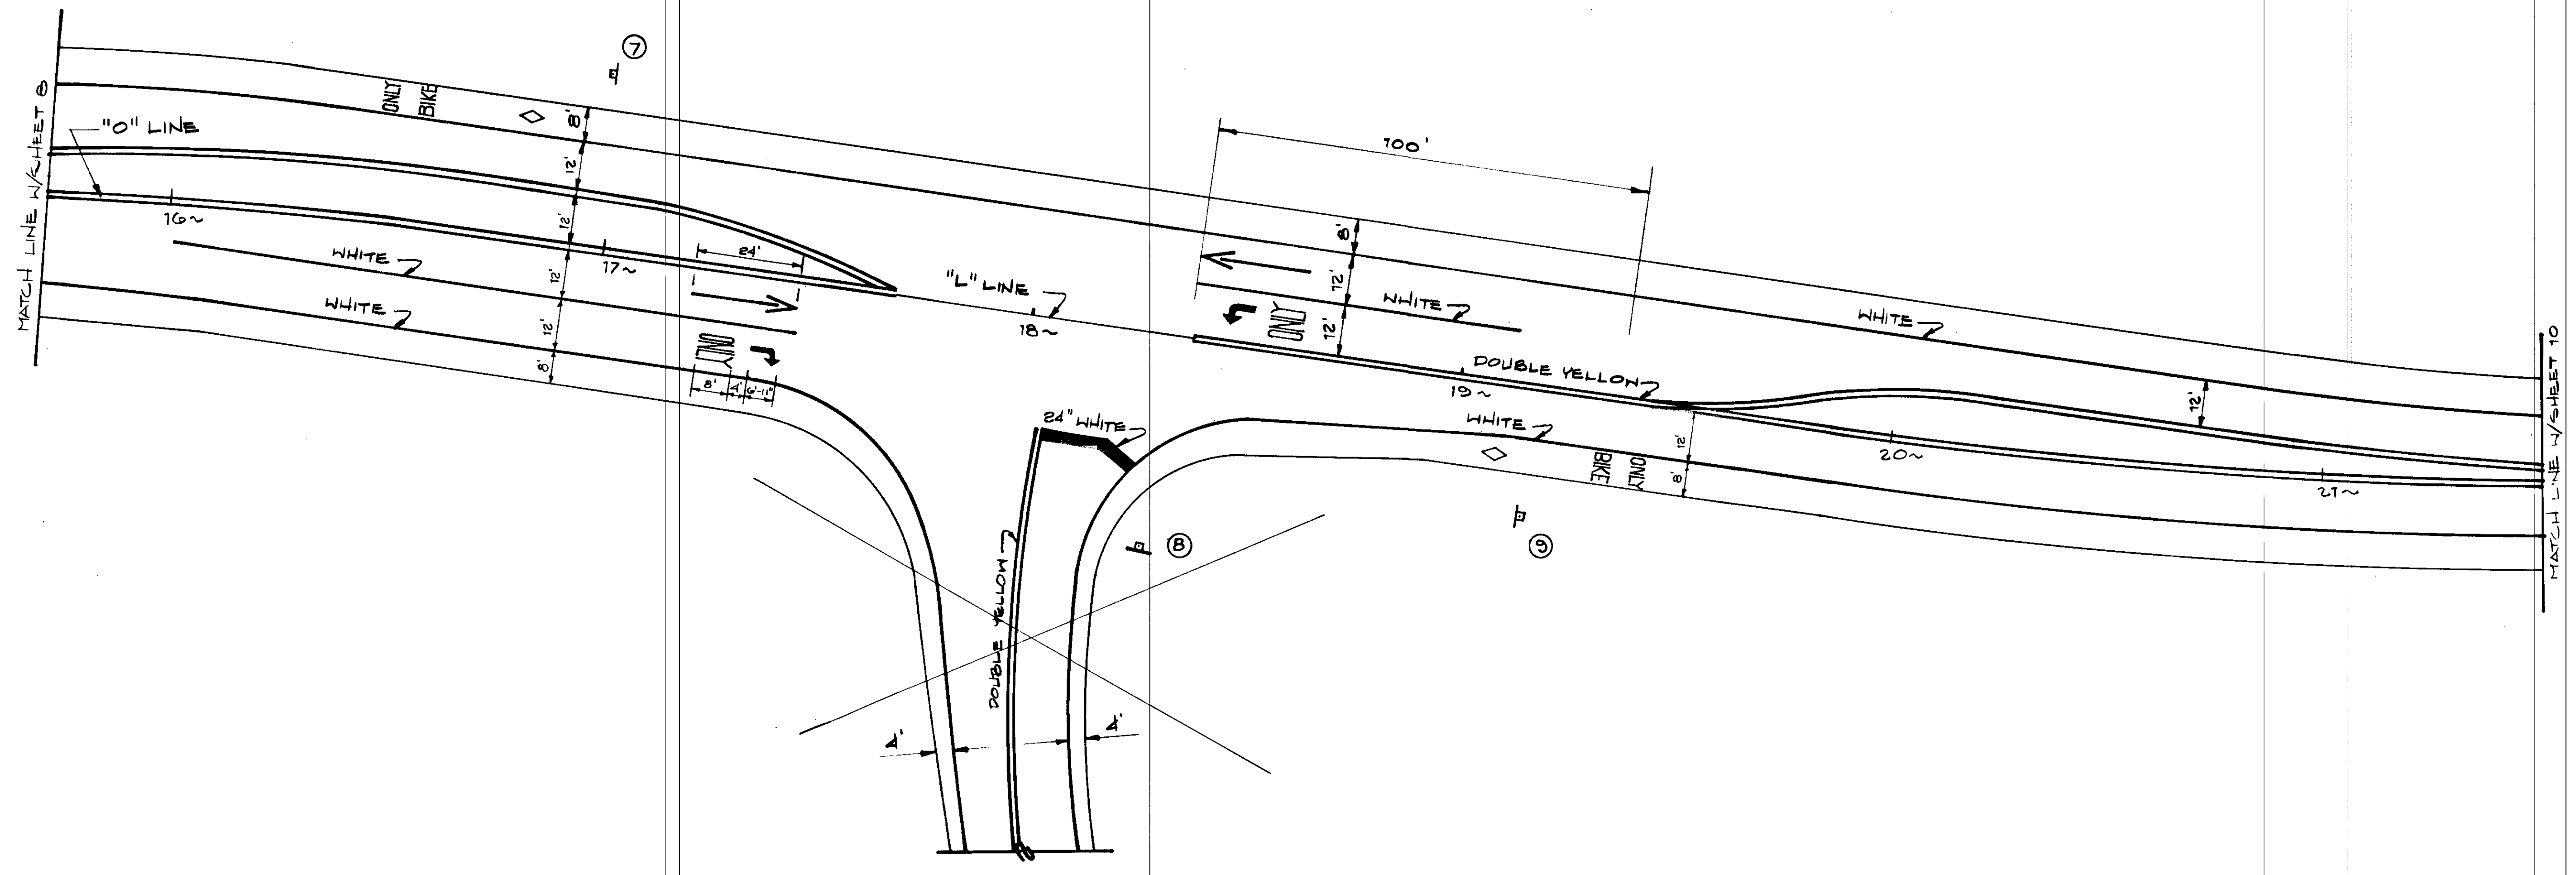 MATCH LINE W/SHEET 8
"O" LINE
ONLY
BIKE
7
8'
12'
12'
12'
12'
8'
16~
17~
WHITE
WHITE
24'
ONLY
8'
4'
6'-11"
"L" LINE
18~
100'
8'
12'
12'
ONLY
WHITE
WHITE
DOUBLE YELLOW
19~
24" WHITE
WHITE
BIKE
ONLY
12'
8'
12'
20~
21~
8
9
DOUBLE YELLOW
4'
4'
MATCH LINE W/SHEET 10